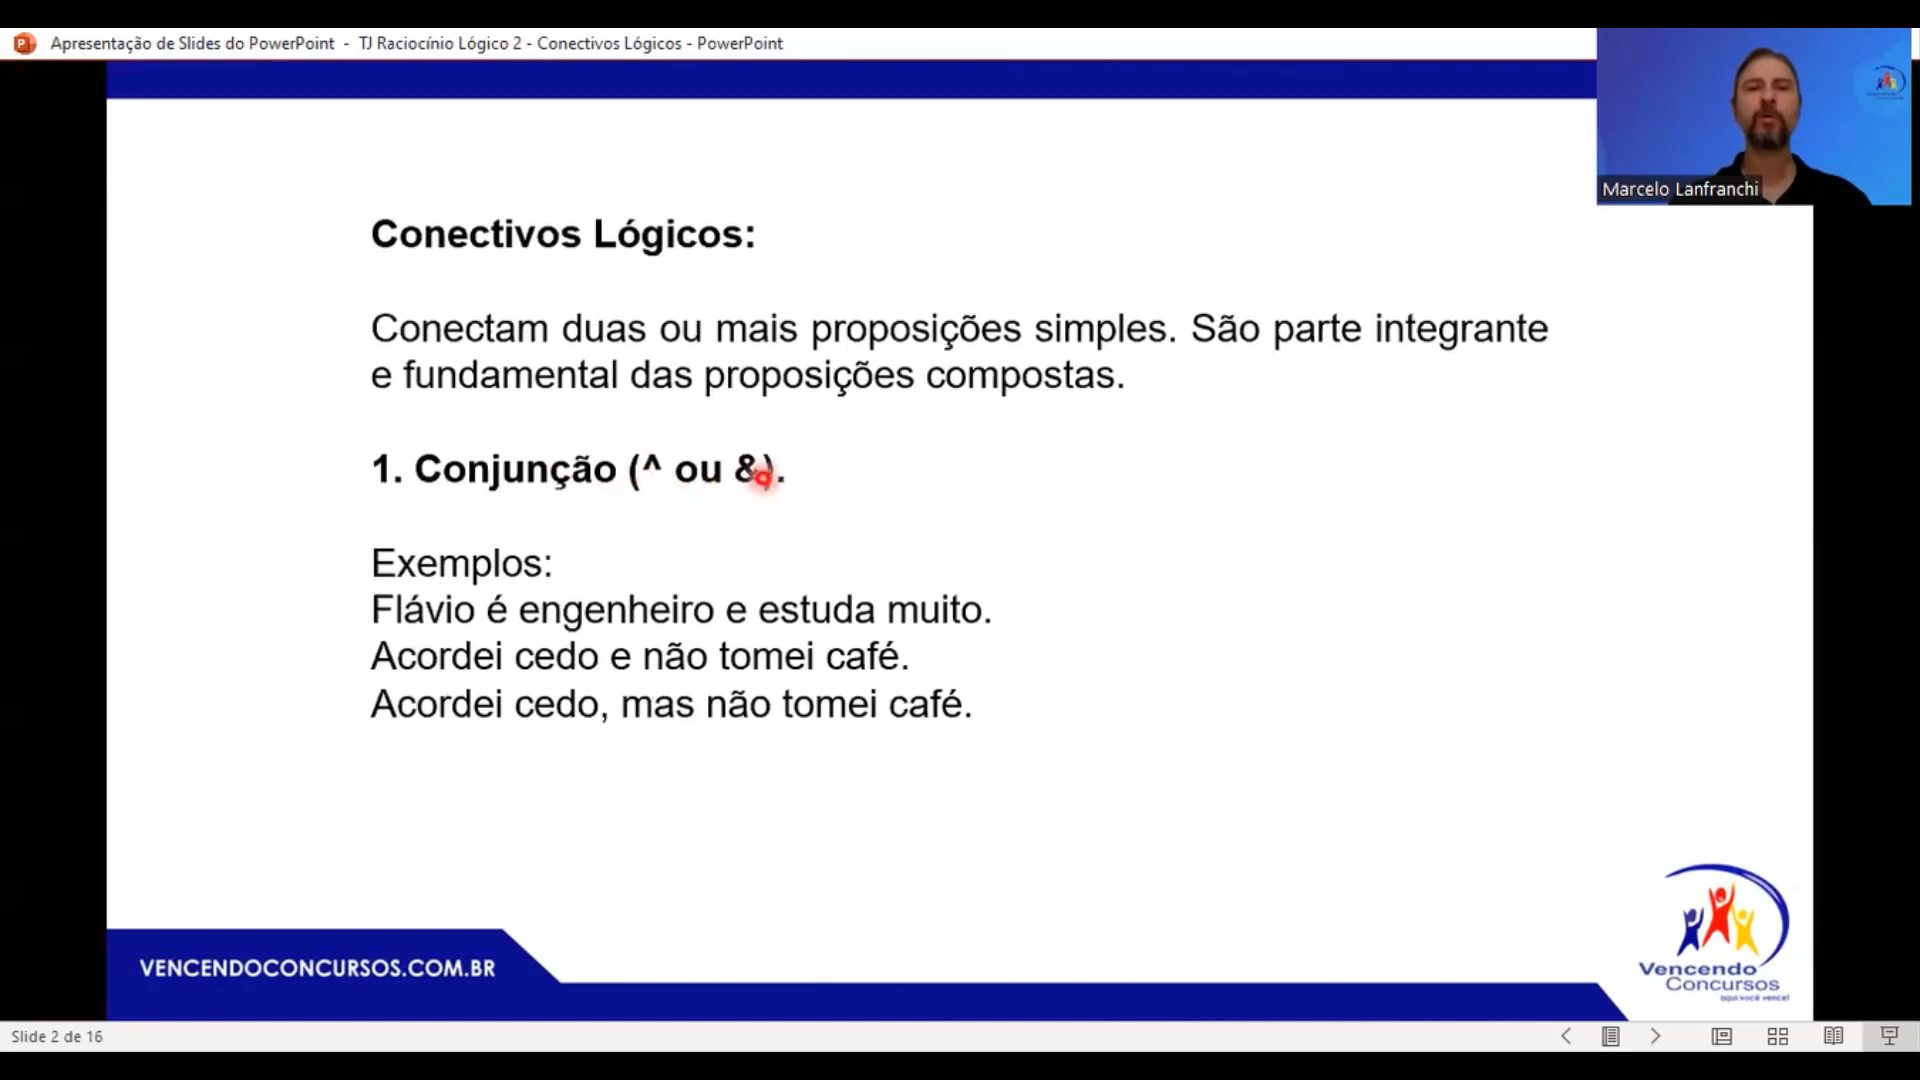 Apresentação de Slides do PowerPoint - TJ Raciocínio Lógico 2 - Conectivos Lógicos - PowerPoint
Marcelo Lanfranchi
Conectivos Lógicos:
Conectam duas ou mais proposições simples. São parte integrante
e fundamental das proposições compostas.
1. Conjunção (^ ou &).
Exemplos:
Flávio é engenheiro e estuda muito.
Acordei cedo e não tomei café.
Acordei cedo, mas não tomei café.
VENCENDOCONCURSOS.COM.BR
Vencendo
Concursos
aqui você vence!
Slide 2 de 16